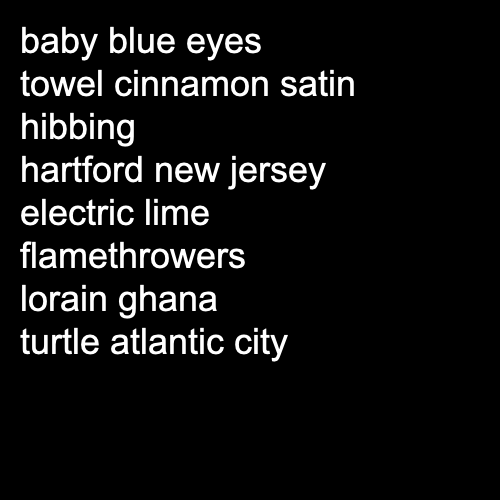 baby blue eyes
towel cinnamon satin
hibbing
hartford new jersey
electric lime
flamethrowers
lorain ghana
turtle atlantic city